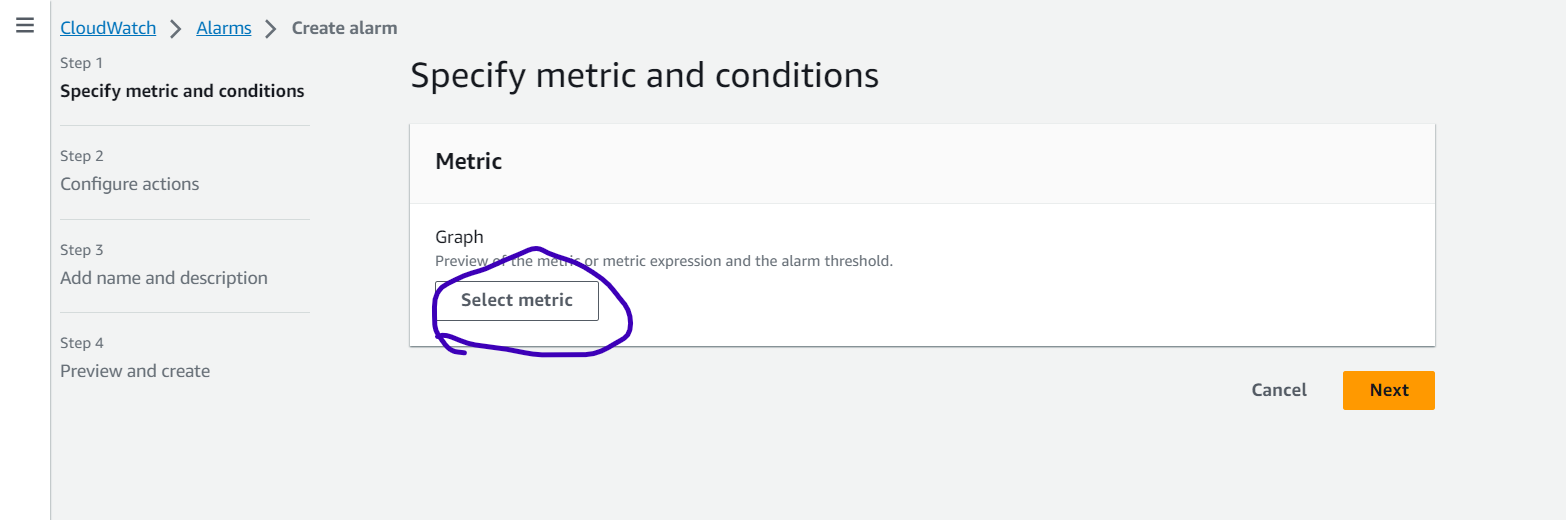 CloudWatch > Alarms > Create alarm
Step 1
Specify metric and conditions
Step 2
Configure actions
Step 3
Add name and description
Step 4
Preview and create
Specify metric and conditions
Metric
Graph
Preview of the metric or metric expression and the alarm threshold.
Select metric
Cancel Next